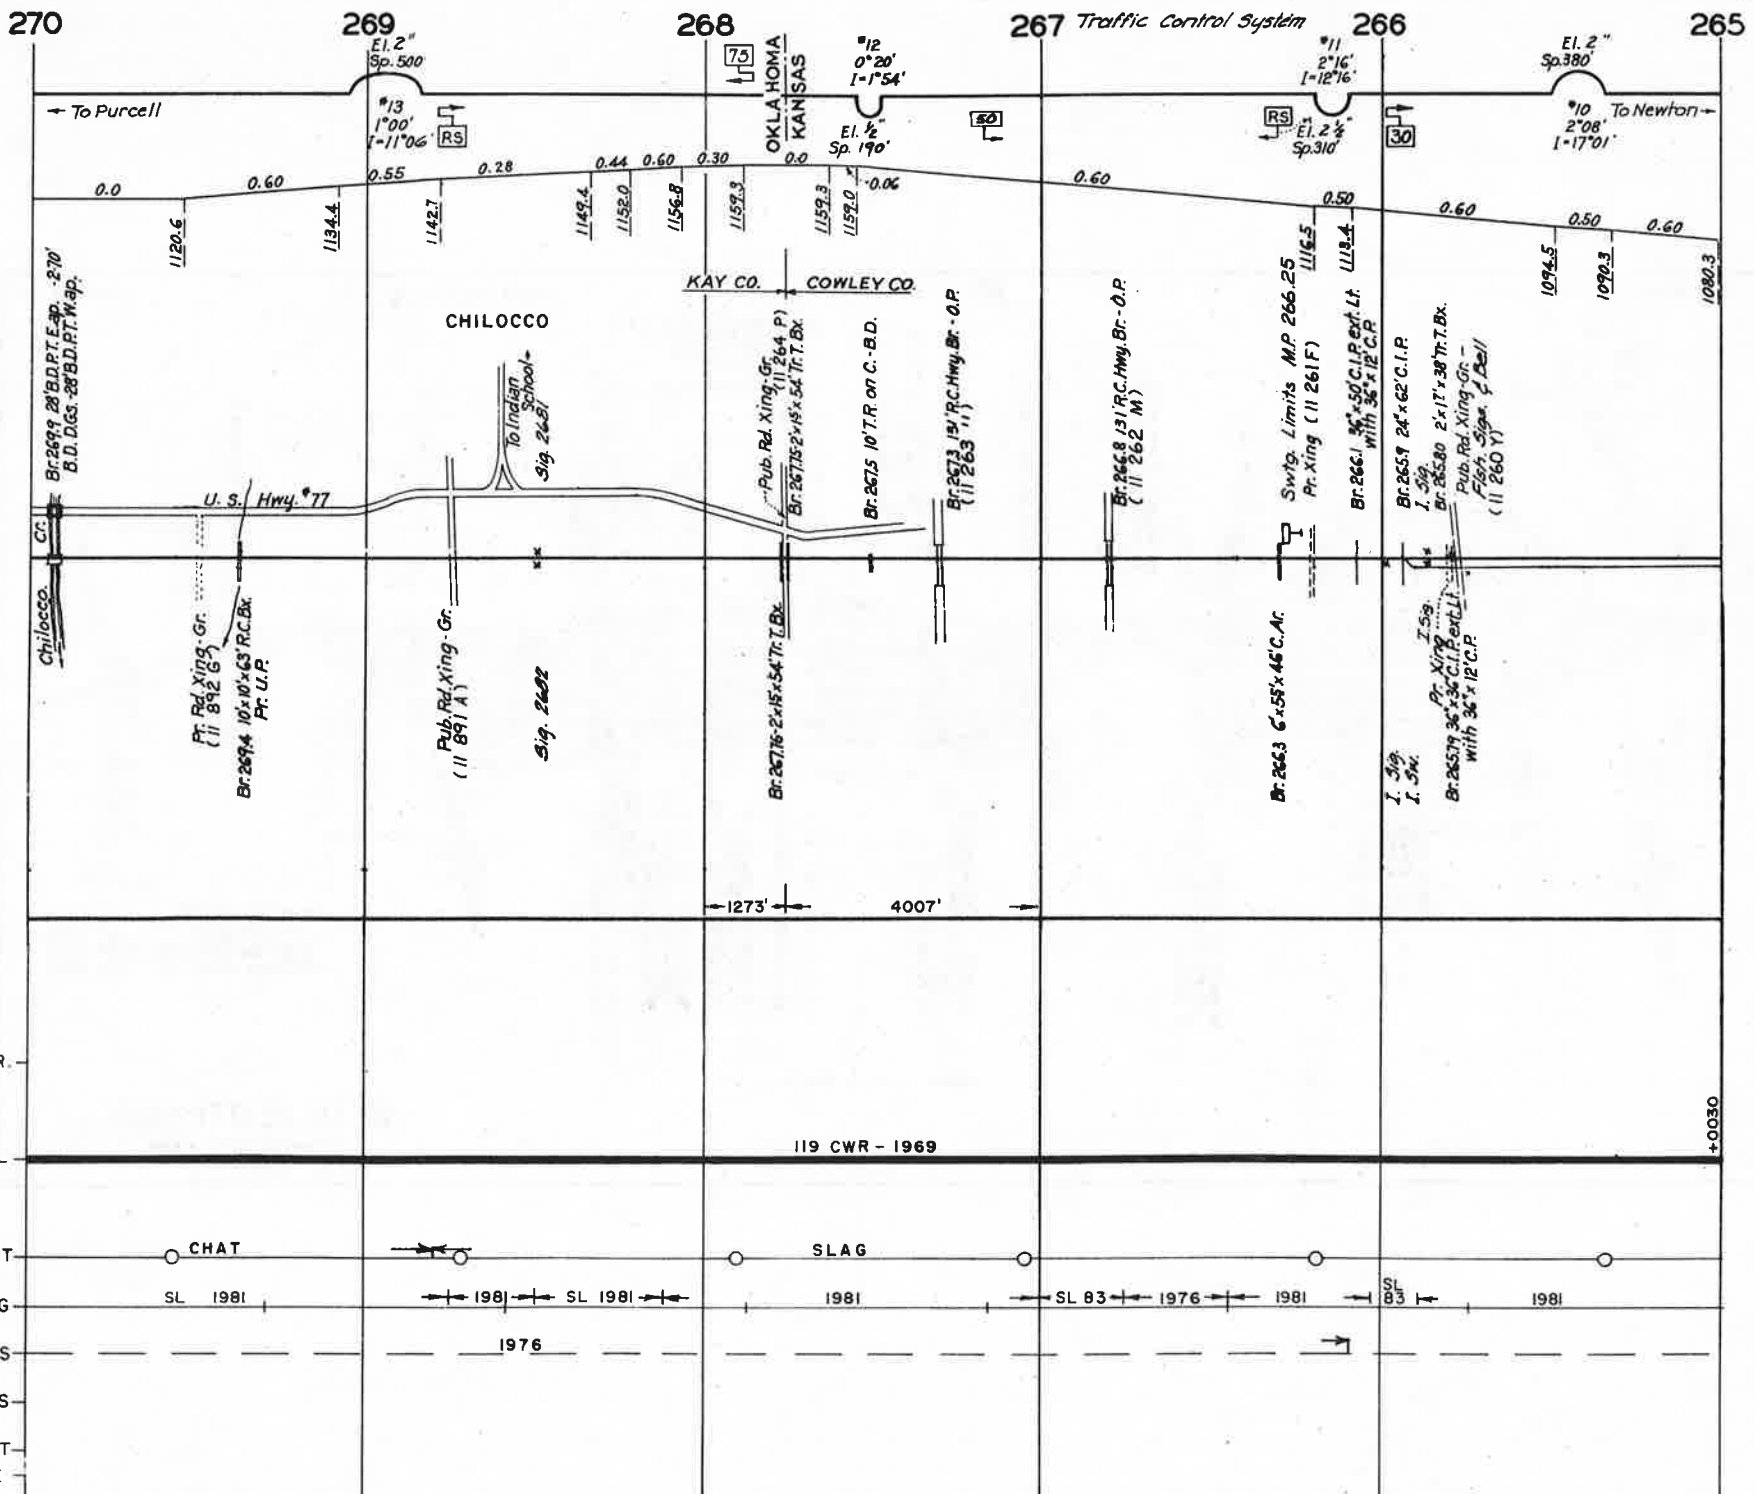 270 269 268 267 Traffic Control System 266 265
El. 2"
Sp. 500'
#13
1°00'
I=11°06'
RS
75
OKLAHOMA
KANSAS
#12
0°20'
I=1°54'
El. ½"
Sp. 190'
50
#11
2°16'
I=12°16'
RS
El. 2½"
Sp. 310'
30
El. 2"
Sp. 380'
#10
2°08'
I=17°01'
← To Purcell
To Newton →
0.0 0.60 0.55 0.28 0.44 0.60 0.30 0.0 -0.06 0.60 0.50 0.60 0.50 0.60
1120.6 1134.4 1142.7 1149.4 1152.0 1156.8 1159.3 1159.3 1159.0 1116.5 1113.4 1094.5 1090.3 1080.3
KAY CO. COWLEY CO.
CHILOCCO
Br. 269.9 28' B.D.P.T. E.ap. -270'
B.D.D.Gs.-28' B.D.P.T. W.ap.
Chilocco Cr.
U. S. Hwy. #77
To Indian
School→
Sig. 2681
Pub. Rd. Xing-Gr.
(11 264 P)
Br. 267.75-2'x15'x54' Tr. T. Bx.
Br. 267.5 10' T.R. on C.-B.D.
Br. 267.3 131' R.C. Hwy. Br.-O.P.
Br. 266.8 131' R.C. Hwy. Br.-O.P.
(11 262 M)
Swtg. Limits M.P. 266.25
Pr. Xing (11 261 F)
Br. 266.1 36"x50' C.I.P. ext. Lt.
with 36"x12' C.P.
Br. 265.9 24"x62' C.I.P.
I. Sig.
Br. 265.80 2'x17'x38' Tr. T. Bx.
Pub. Rd. Xing-Gr.-
Flsh. Sigs. & Bell
(11 260 Y)
Pr. Rd. Xing-Gr.
(11 892 G)
Br. 269.4 10'x10'x63' R.C. Bx.
Pr. U.P.
Pub. Rd. Xing-Gr.
(11 891 A)
Sig. 2682
Br. 267.76-2'x15'x54' Tr. T. Bx.
Br. 266.3 6'x55'x46' C. Ar.
I. Sig.
I. Sw.
I. Sig.
Pr. Xing
Br. 265.79 36"x36' C.I.P. ext. Lt.
with 36"x12' C.P.
1273' 4007'
R.
+0030
119 CWR - 1969
L
T CHAT SLAG
G SL 1981 1981 SL 1981 1981 SL 83 1976 1981 SL 83 1981
S 1976
S
T